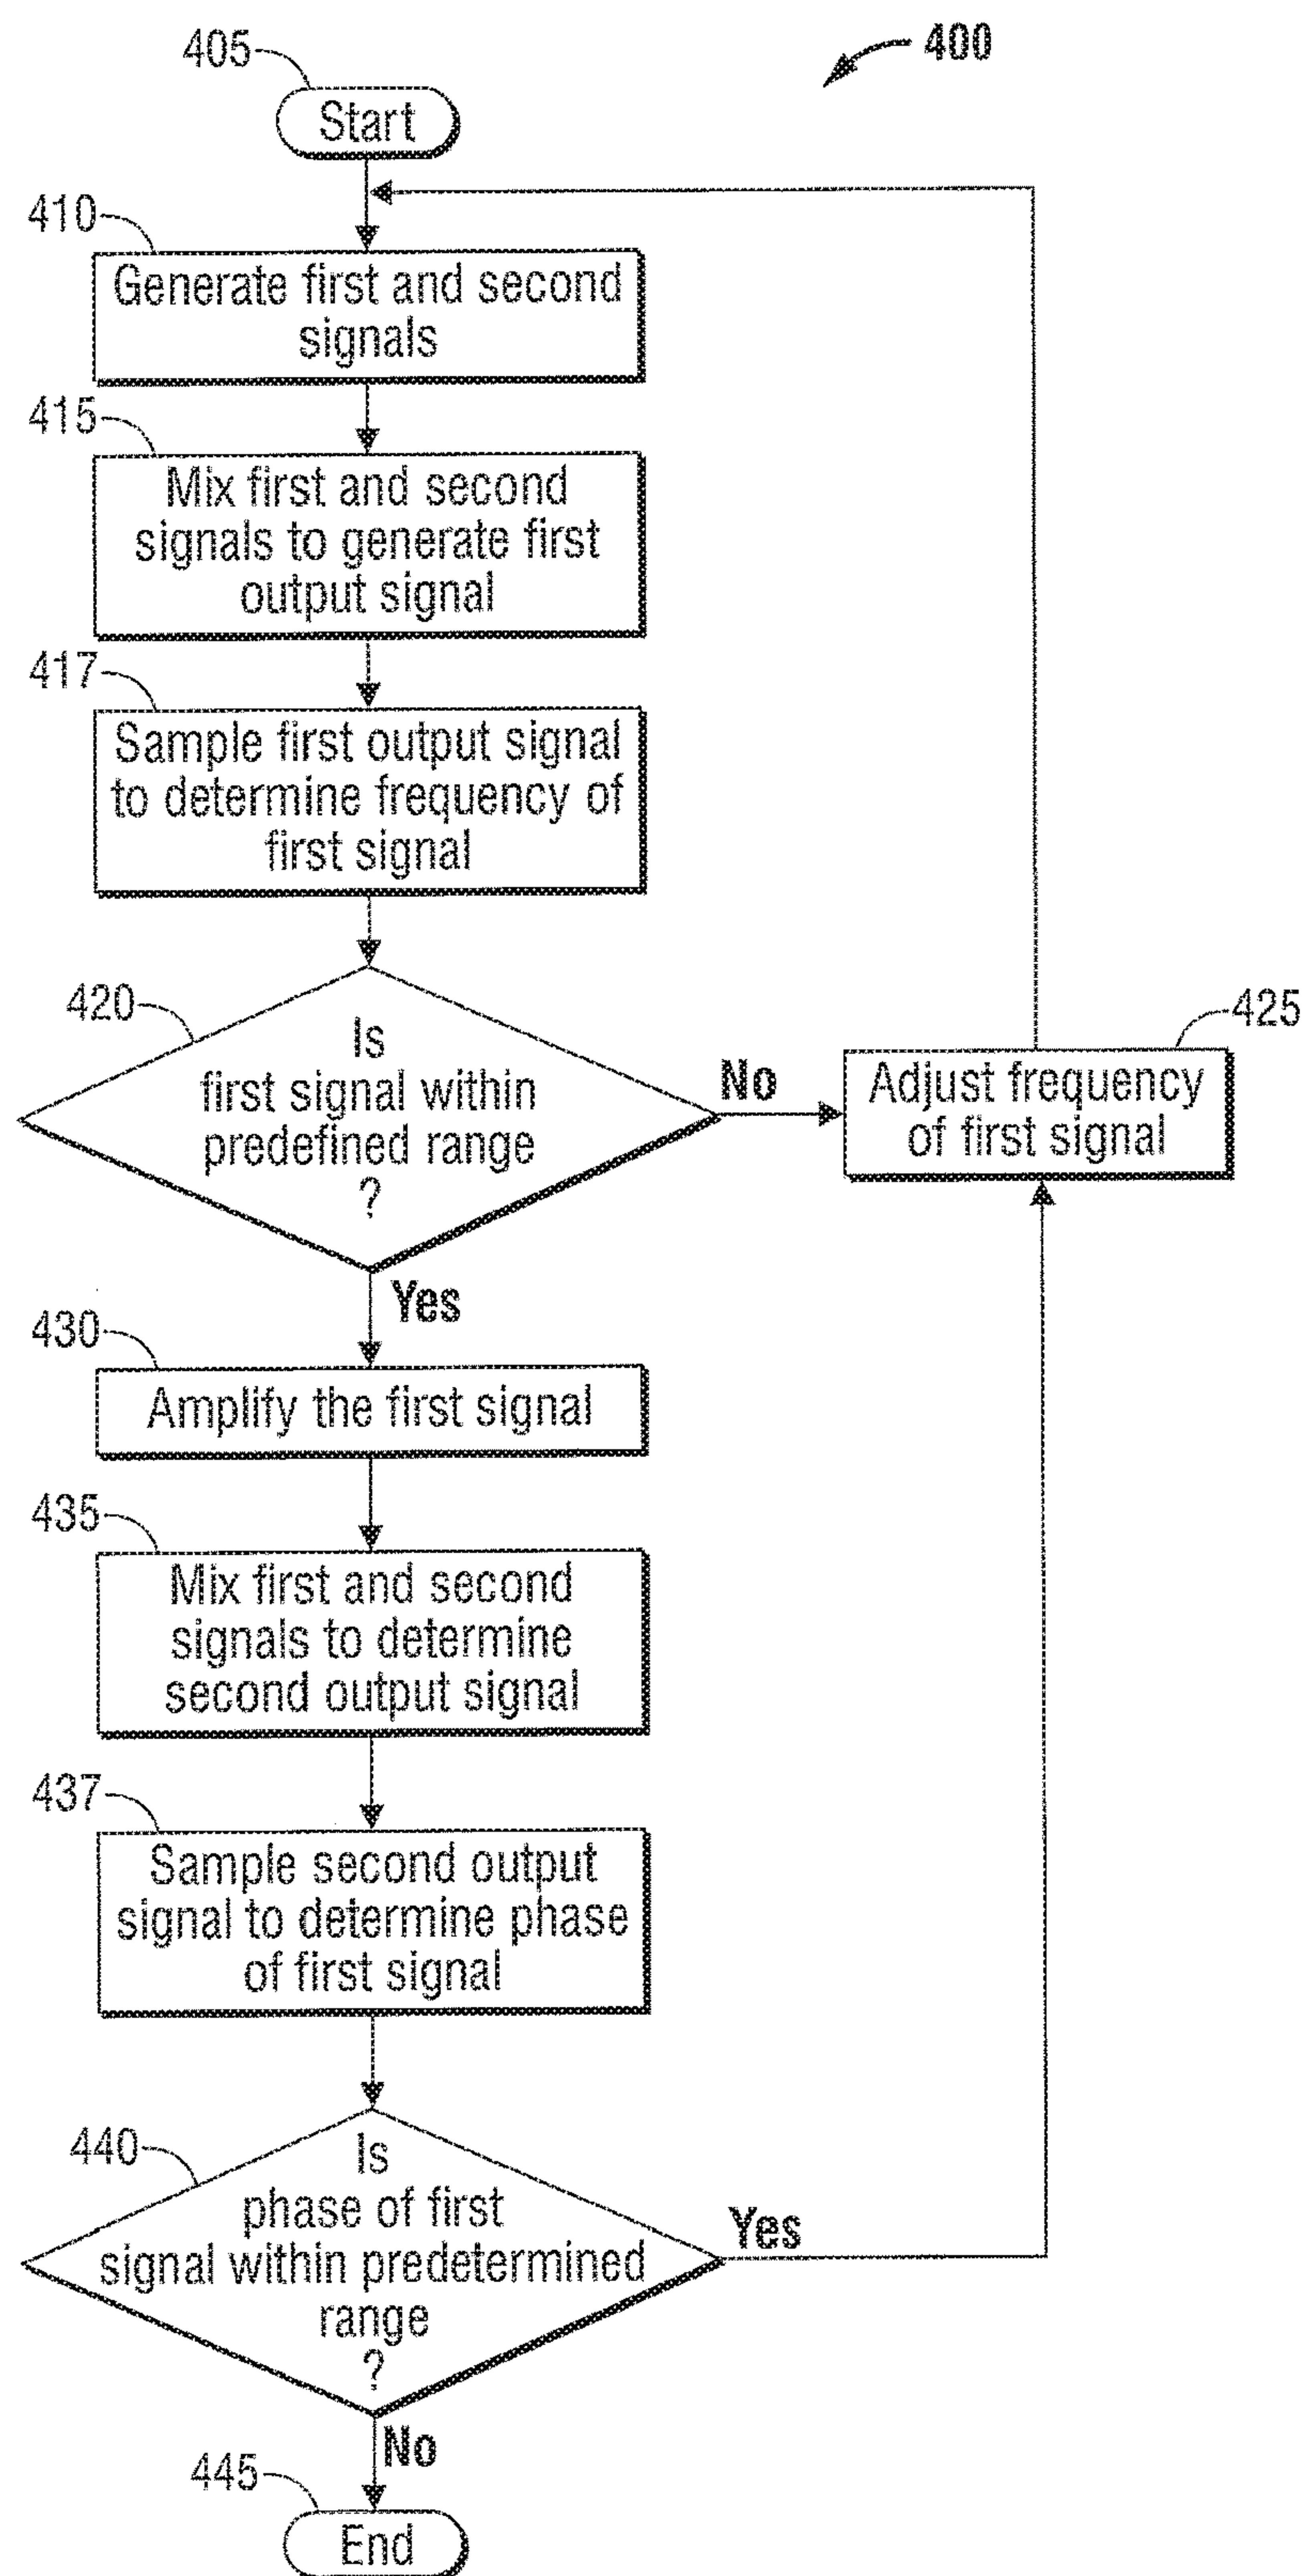 400
405
Start
410
Generate first and second
signals
415
Mix first and second
signals to generate first
output signal
417
Sample first output signal
to determine frequency of
first signal
420
Is
first signal within
predefined range
?
No
425
Adjust frequency
of first signal
Yes
430
Amplify the first signal
435
Mix first and second
signals to determine
second output signal
437
Sample second output
signal to determine phase
of first signal
440
Is
phase of first
signal within predetermined
range
?
Yes
No
445
End